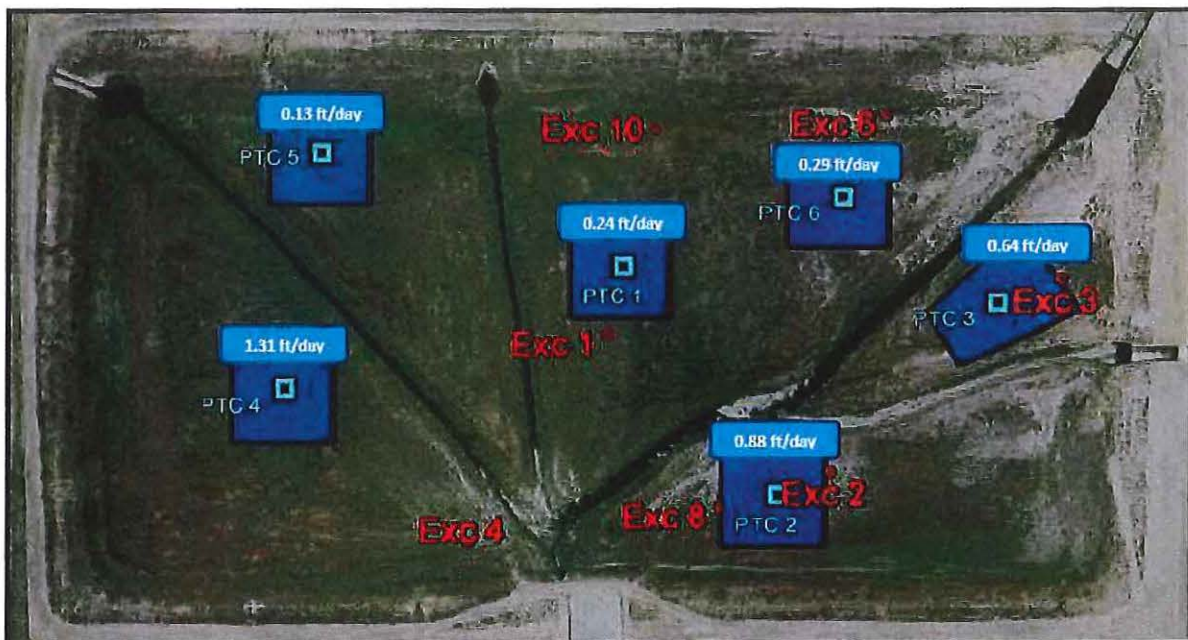 0.13 ft/day
PTC 5
Exc 10
Exc 6
0.29 ft/day
PTC 6
0.24 ft/day
PTC 1
0.64 ft/day
PTC 3
Exc 3
Exc 1
1.31 ft/day
PTC 4
0.88 ft/day
Exc 2
PTC 2
Exc 8
Exc 4